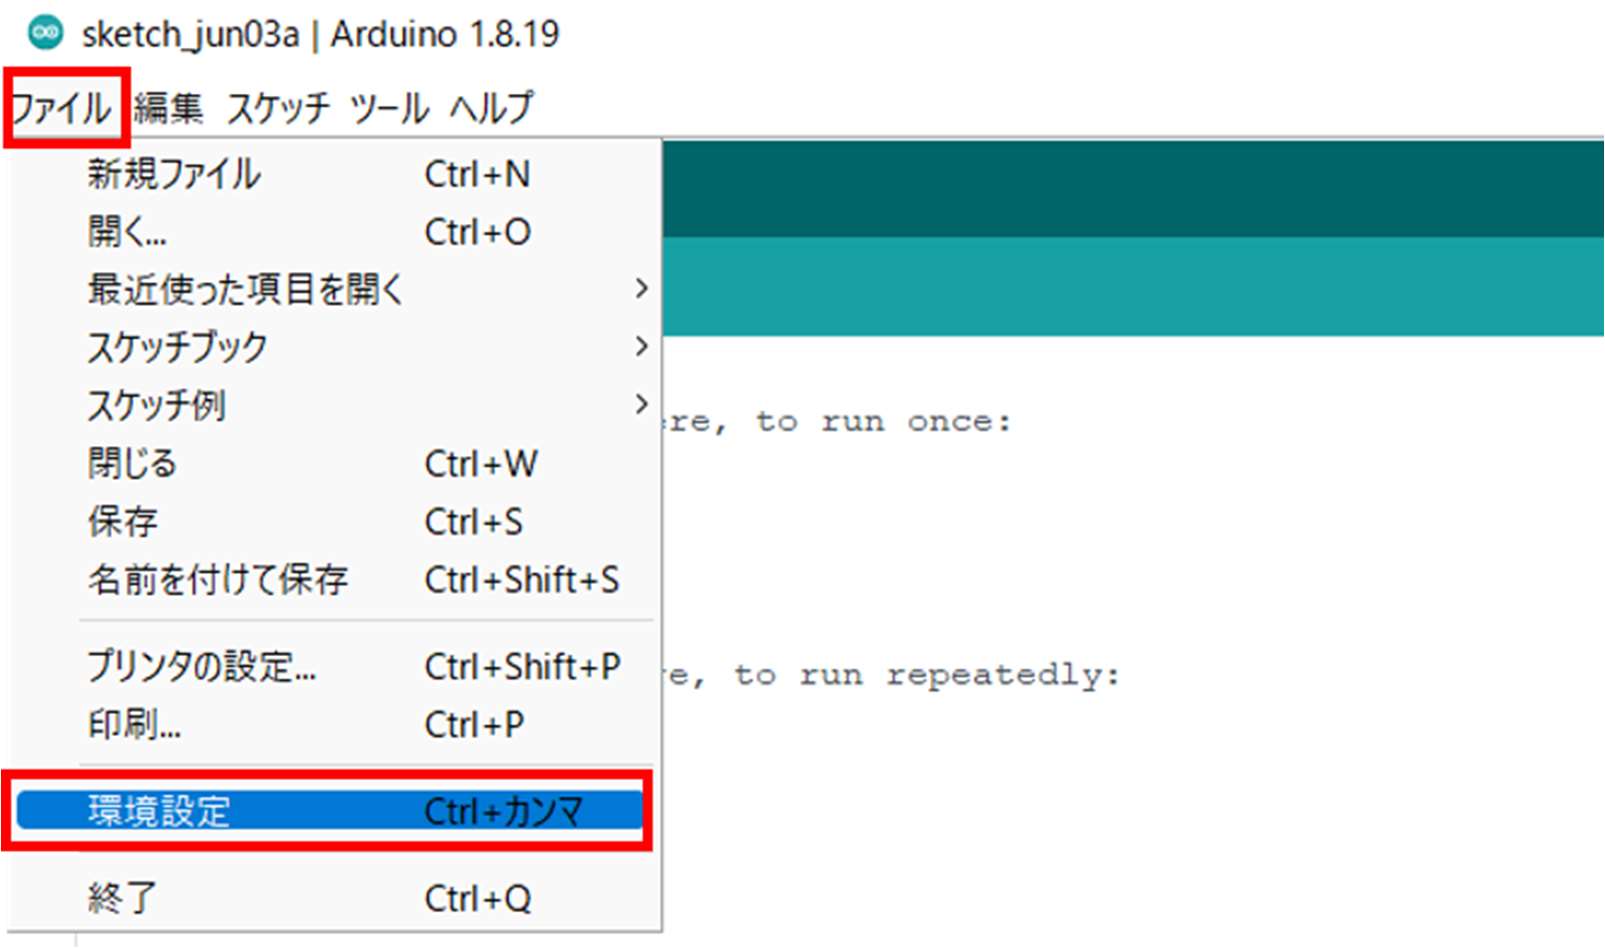 sketch_jun03a | Arduino 1.8.19
ファイル 編集 スケッチ ツール ヘルプ
新規ファイル Ctrl+N
開く... Ctrl+O
最近使った項目を開く
スケッチブック
スケッチ例
re, to run once:
閉じる Ctrl+W
保存 Ctrl+S
名前を付けて保存 Ctrl+Shift+S
プリンタの設定... Ctrl+Shift+P
e, to run repeatedly:
印刷... Ctrl+P
環境設定 Ctrl+カンマ
終了 Ctrl+Q